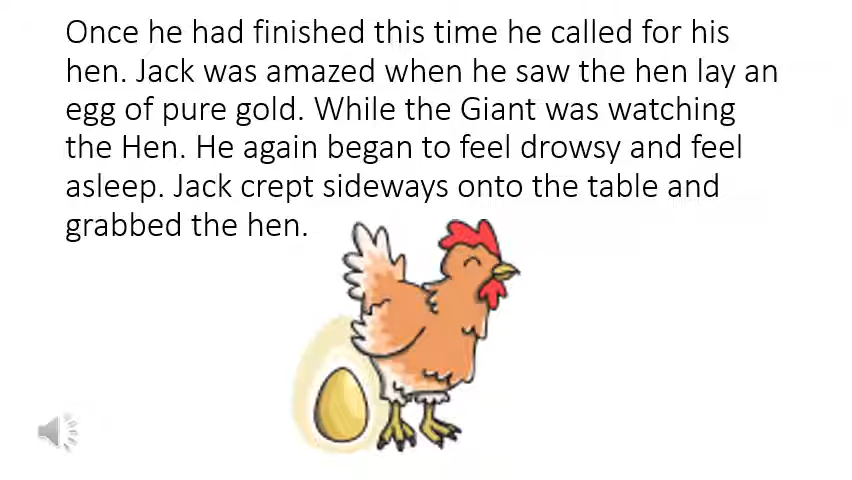 Once he had finished this time he called for his
hen. Jack was amazed when he saw the hen lay an
egg of pure gold. While the Giant was watching
the Hen. He again began to feel drowsy and feel
asleep. Jack crept sideways onto the table and
grabbed the hen.